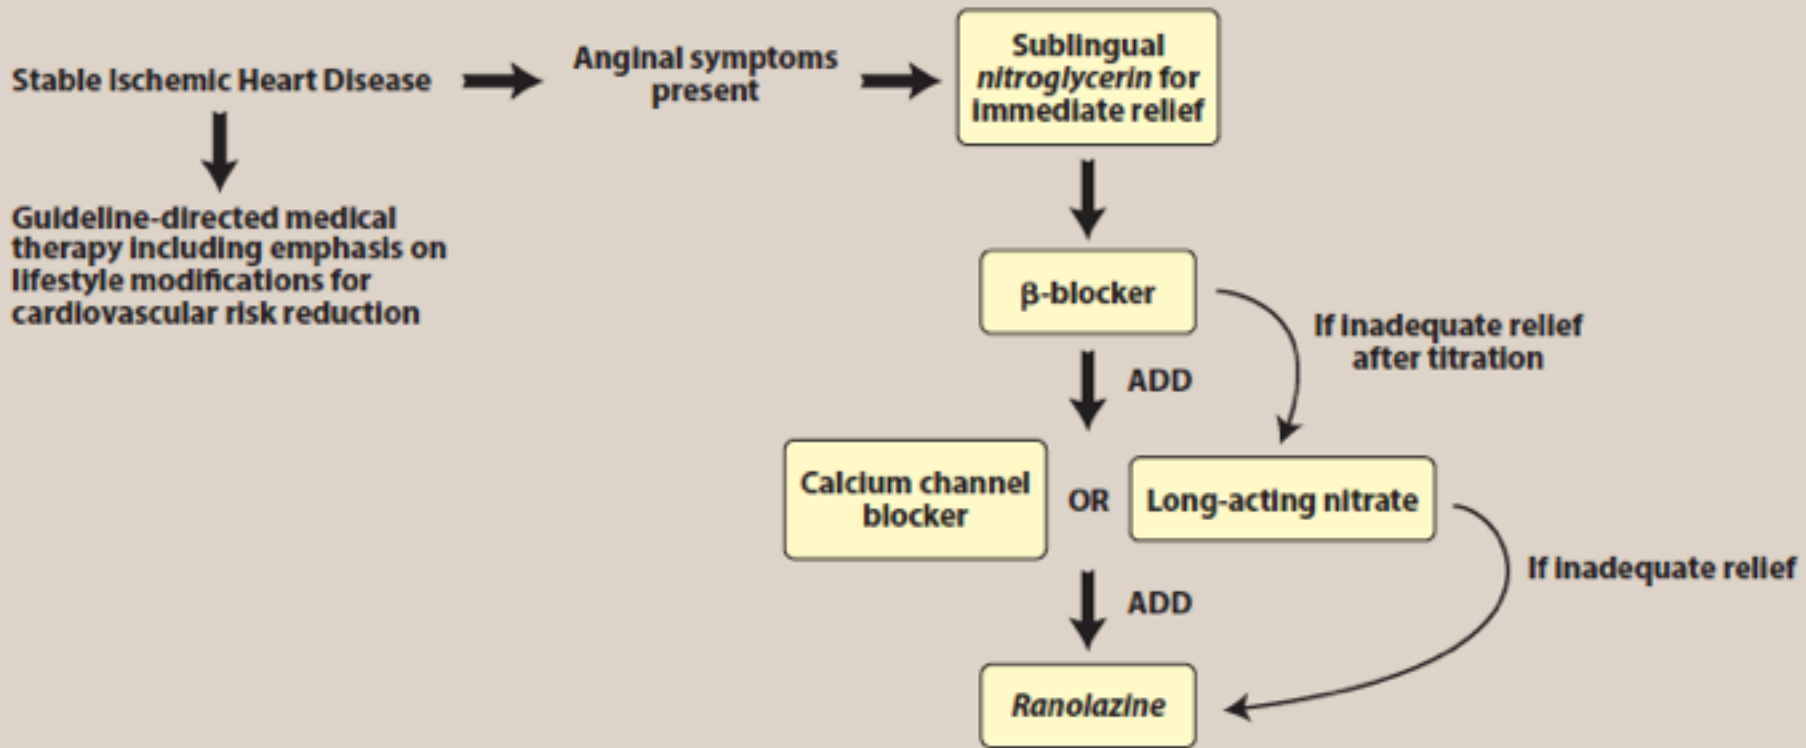 Stable Ischemic Heart Disease
Anginal symptoms
present
Sublingual
nitroglycerin for
immediate relief
Guideline-directed medical
therapy including emphasis on
lifestyle modifications for
cardiovascular risk reduction
β-blocker
If inadequate relief
after titration
ADD
Calcium channel
blocker
OR
Long-acting nitrate
If inadequate relief
ADD
Ranolazine